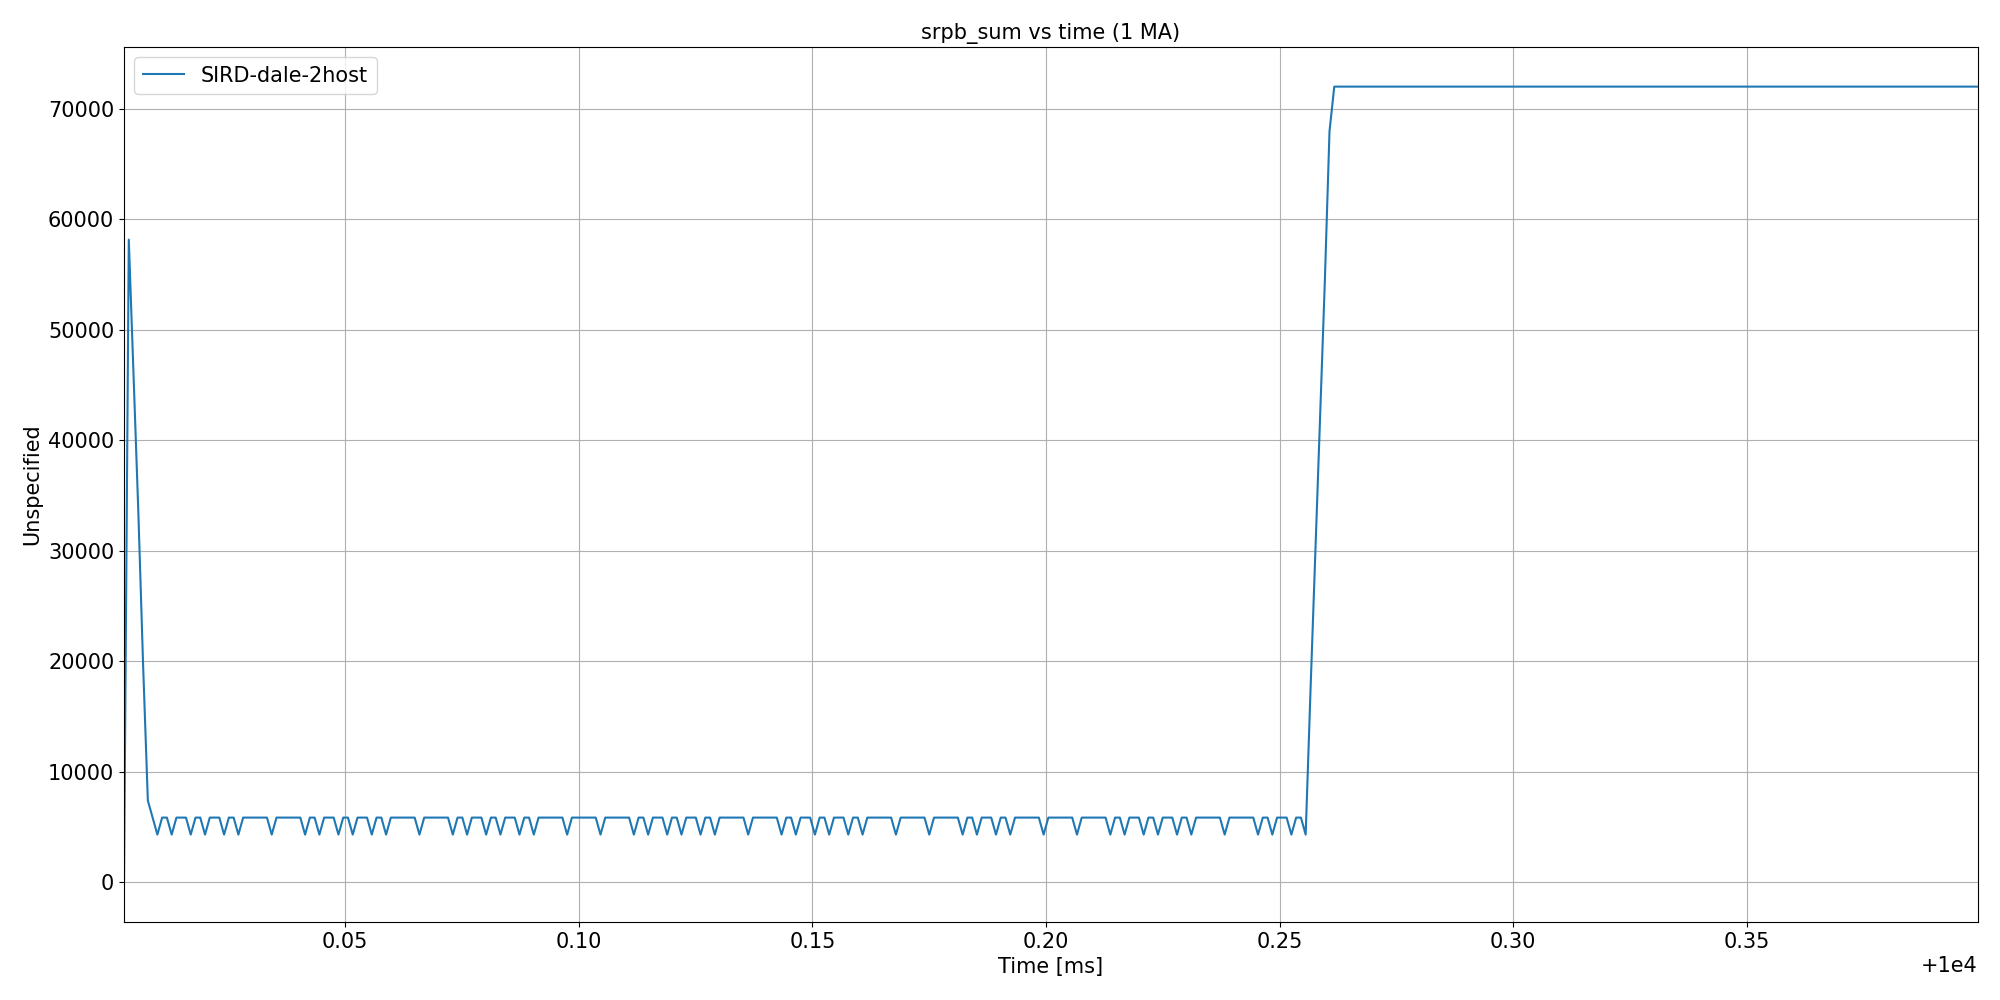 srpb_sum vs time (1 MA)
SIRD-dale-2host
70000
60000
50000
40000
30000
20000
10000
0
Unspecified
0.05 0.10 0.15 0.20 0.25 0.30 0.35
Time [ms]
+1e4